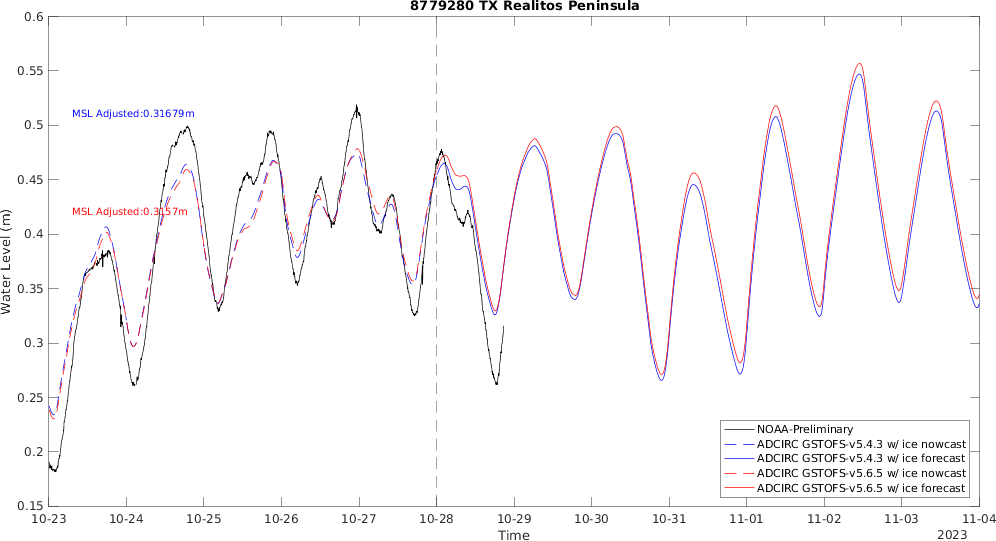 8779280 TX Realitos Peninsula
0.6
0.55
0.5
0.45
0.4
0.35
0.3
0.25
0.2
0.15
Water Level (m)
MSL Adjusted:0.31679m
MSL Adjusted:0.3157m
NOAA-Preliminary
ADCIRC GSTOFS-v5.4.3 w/ ice nowcast
ADCIRC GSTOFS-v5.4.3 w/ ice forecast
ADCIRC GSTOFS-v5.6.5 w/ ice nowcast
ADCIRC GSTOFS-v5.6.5 w/ ice forecast
10-23 10-24 10-25 10-26 10-27 10-28 10-29 10-30 10-31 11-01 11-02 11-03 11-04
Time
2023